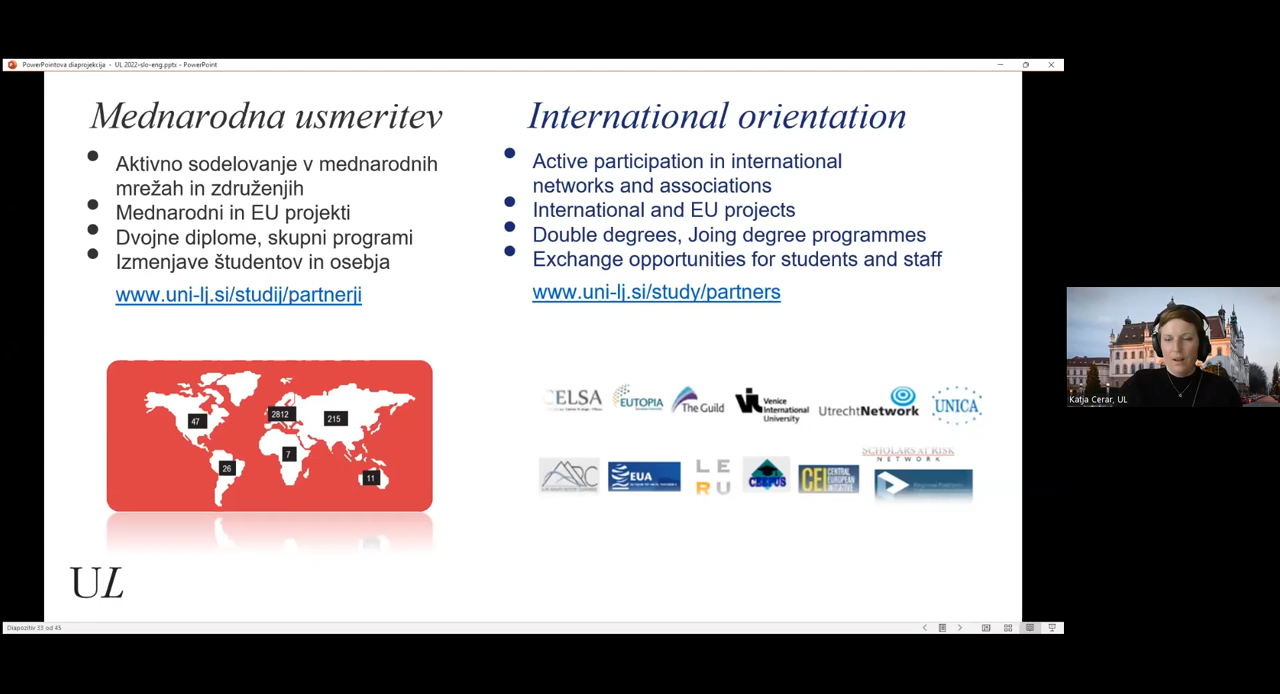 PowerPointova diaprojekcija - UL 2022-slo-eng.pptx - PowerPoint
Mednarodna usmeritev
Aktivno sodelovanje v mednarodnih
mrežah in združenjih
Mednarodni in EU projekti
Dvojne diplome, skupni programi
Izmenjave študentov in osebja
www.uni-lj.si/studij/partnerji
International orientation
Active participation in international
networks and associations
International and EU projects
Double degrees, Joing degree programmes
Exchange opportunities for students and staff
www.uni-lj.si/study/partners
47
2812
215
26
7
11
CELSA
EUTOPIA
The Guild
Venice
International
University
UtrechtNetwork
UNICA
EUA
LE
RU
CEEPUS
CEI
CENTRAL
EUROPEAN
INITIATIVE
SCHOLARS AT RISK
NETWORK
UL
Diapozitiv 33 od 45
Katja Cerar, UL